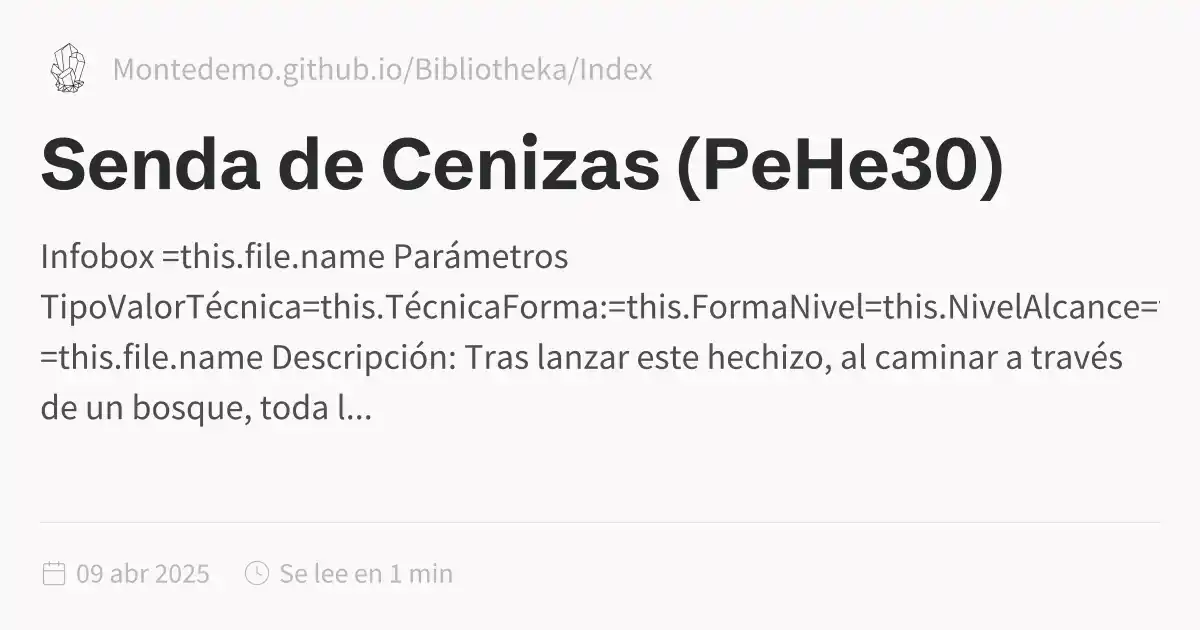 Montedemo.github.io/Bibliotheka/Index
Senda de Cenizas (PeHe30)
Infobox =this.file.name Parámetros
TipoValorTécnica=this.TécnicaForma:=this.FormaNivel=this.NivelAlcance=
=this.file.name Descripción: Tras lanzar este hechizo, al caminar a través
de un bosque, toda l...
09 abr 2025 Se lee en 1 min